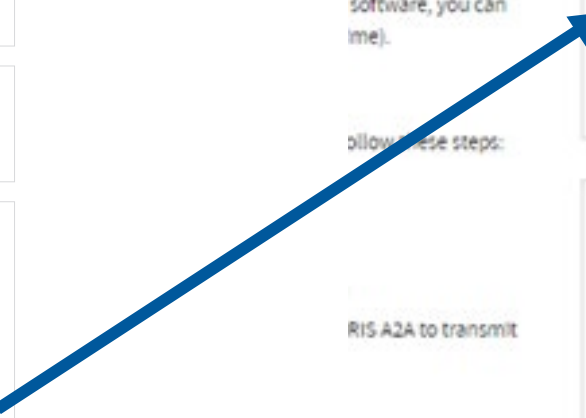 software, you can
me).
ollow these steps:
RIS A2A to transmit